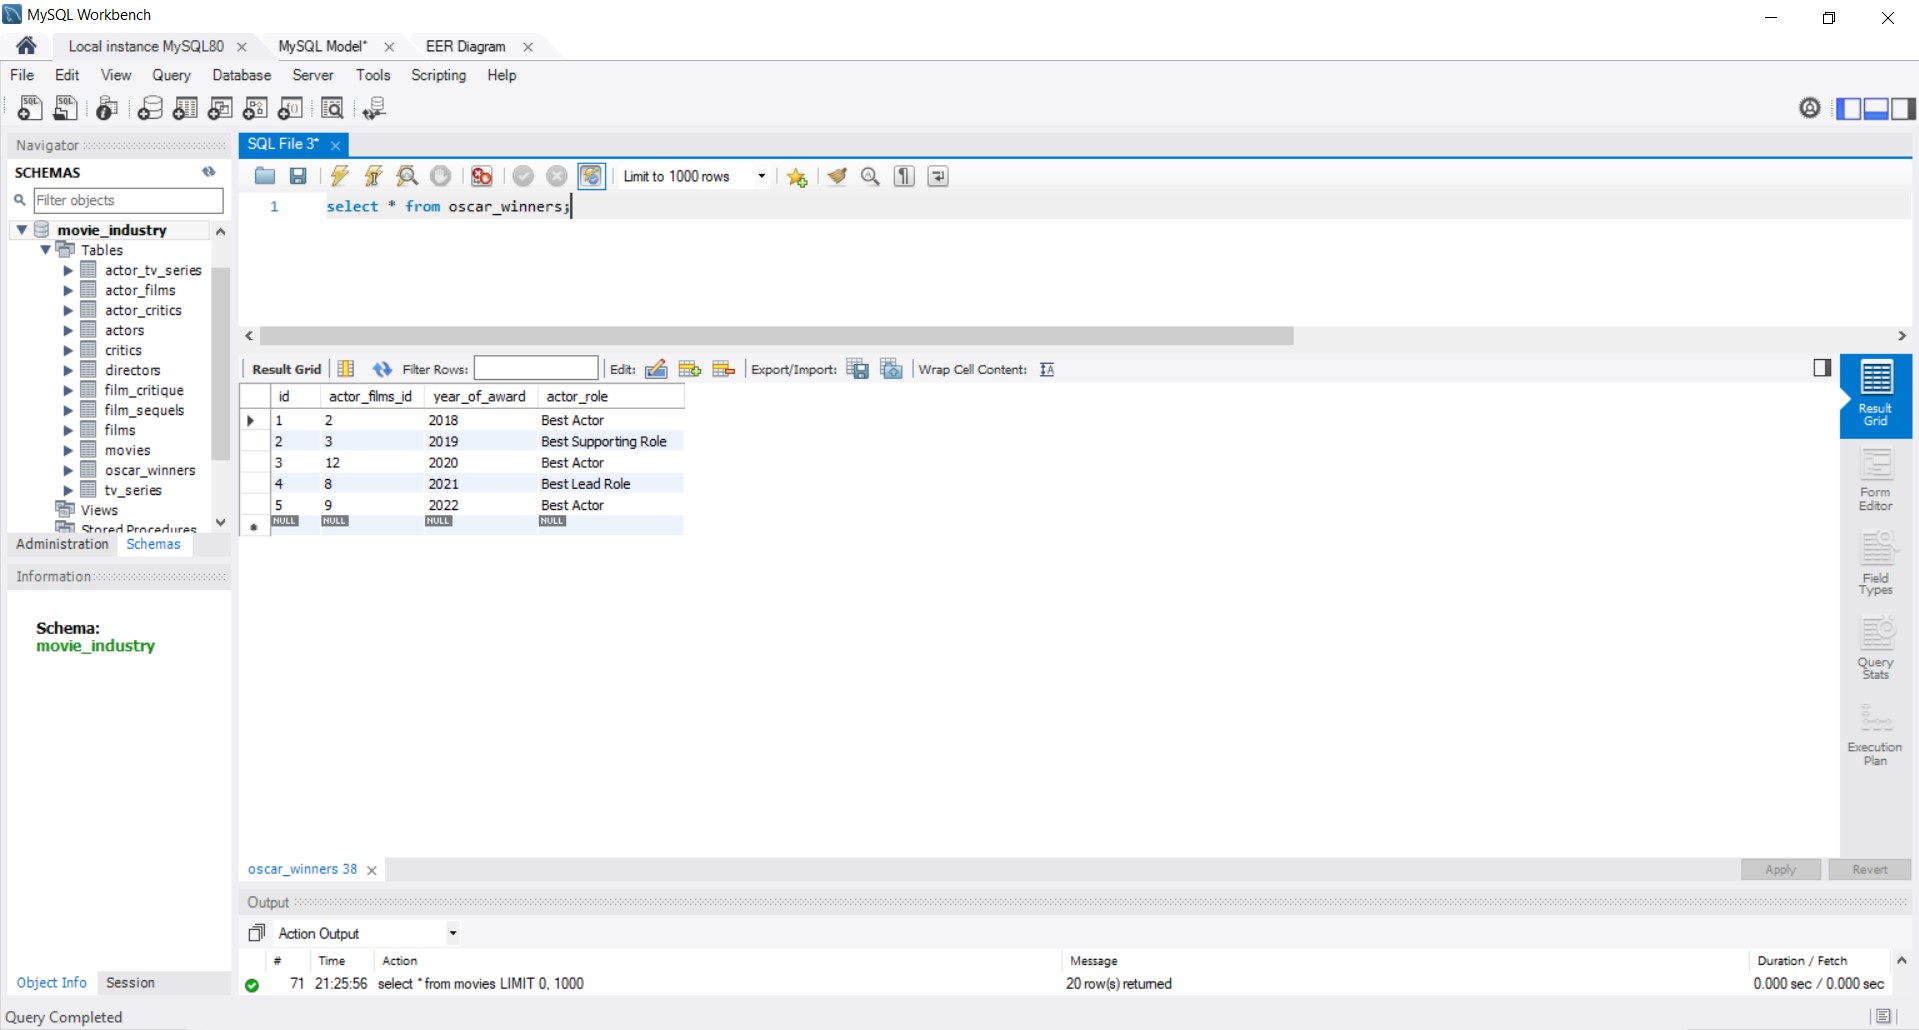 MySQL Workbench
Local instance MySQL80 MySQL Model* EER Diagram
File Edit View Query Database Server Tools Scripting Help
Navigator
SCHEMAS
Filter objects
movie_industry
Tables
actor_tv_series
actor_films
actor_critics
actors
critics
directors
film_critique
film_sequels
films
movies
oscar_winners
tv_series
Views
Stored Procedures
Administration Schemas
Information
Schema:
movie_industry
Object Info Session
SQL File 3*
Limit to 1000 rows
1 select * from oscar_winners;
Result Grid Filter Rows: Edit: Export/Import: Wrap Cell Content:
id actor_films_id year_of_award actor_role
1 2 2018 Best Actor
2 3 2019 Best Supporting Role
3 12 2020 Best Actor
4 8 2021 Best Lead Role
5 9 2022 Best Actor
NULL NULL NULL NULL
Result
Grid
Form
Editor
Field
Types
Query
Stats
Execution
Plan
oscar_winners 38 Apply Revert
Output
Action Output
# Time Action Message Duration / Fetch
71 21:25:56 select * from movies LIMIT 0, 1000 20 row(s) returned 0.000 sec / 0.000 sec
Query Completed